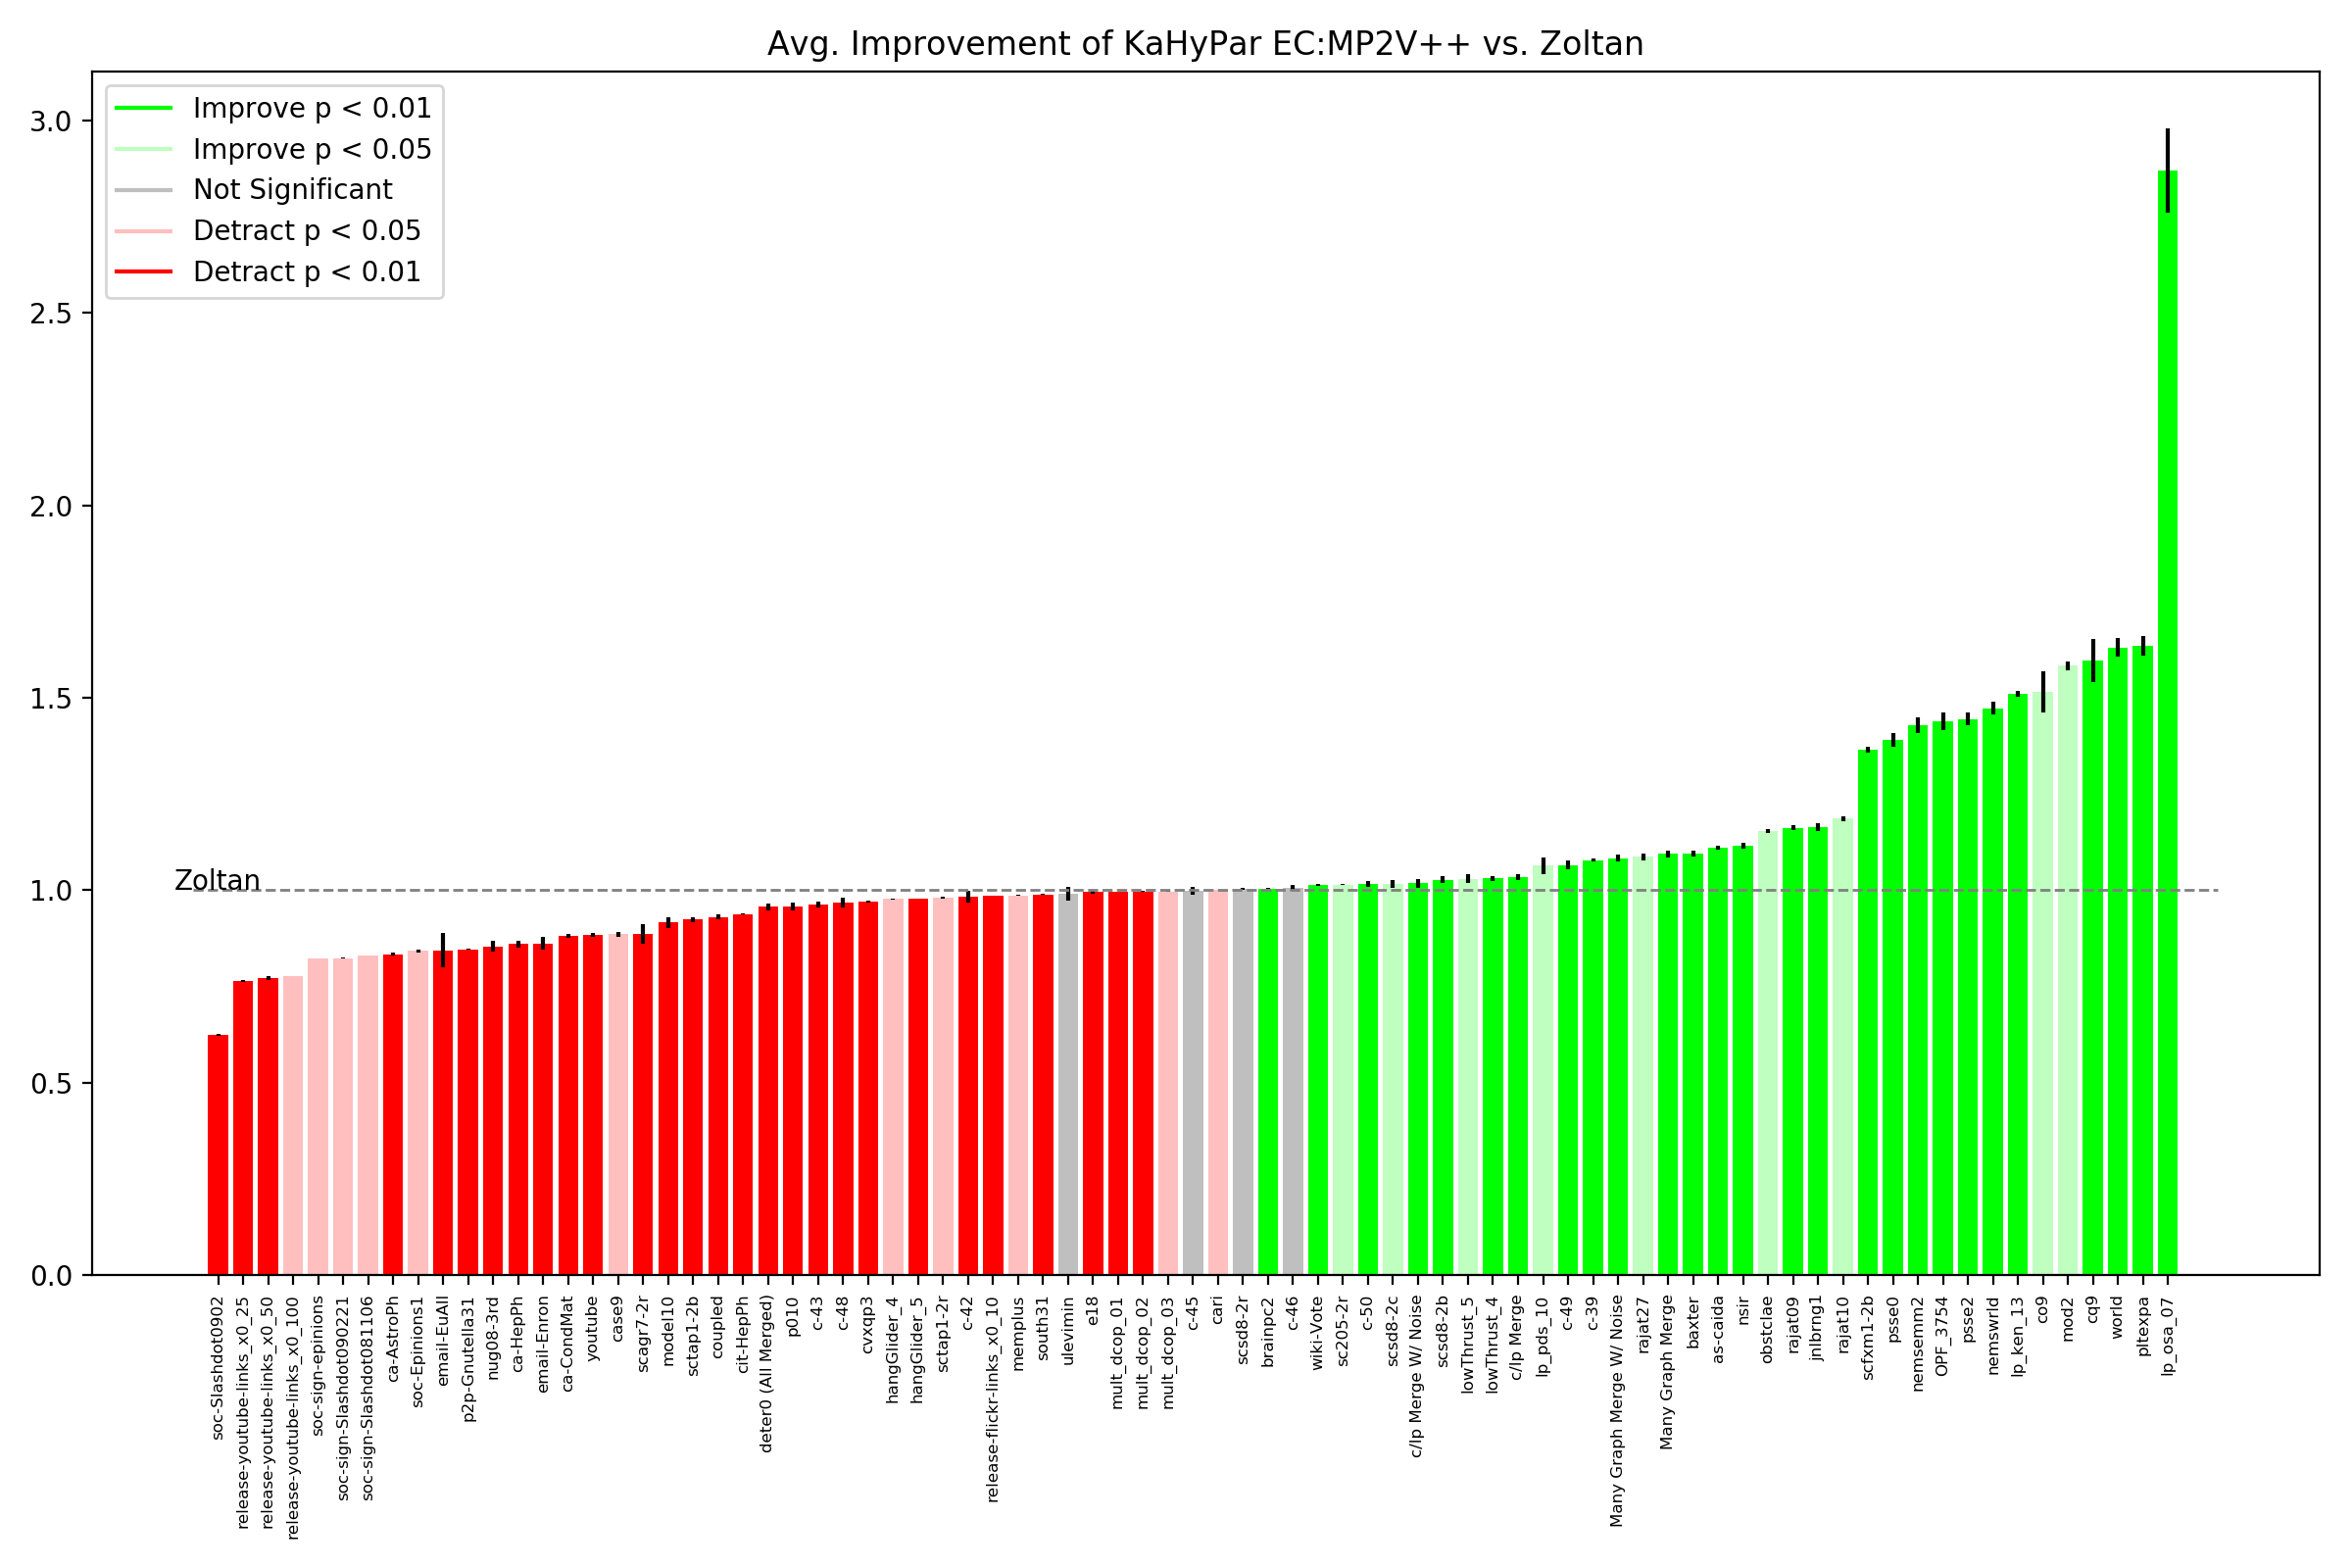 Avg. Improvement of KaHyPar EC:MP2V++ vs. Zoltan
Improve p < 0.01
Improve p < 0.05
Not Significant
Detract p < 0.05
Detract p < 0.01
3.0
2.5
2.0
1.5
1.0
0.5
0.0
Zoltan
soc-Slashdot0902
release-youtube-links_x0_25
release-youtube-links_x0_50
release-youtube-links_x0_100
soc-sign-epinions
soc-sign-Slashdot090221
soc-sign-Slashdot081106
ca-AstroPh
soc-Epinions1
email-EuAll
p2p-Gnutella31
nug08-3rd
ca-HepPh
email-Enron
ca-CondMat
youtube
case9
scagr7-2r
model10
sctap1-2b
coupled
cit-HepPh
deter0 (All Merged)
p010
c-43
c-48
cvxqp3
hangGlider_4
hangGlider_5
sctap1-2r
c-42
release-flickr-links_x0_10
memplus
south31
ulevimin
e18
mult_dcop_01
mult_dcop_02
mult_dcop_03
c-45
cari
scsd8-2r
brainpc2
c-46
wiki-Vote
sc205-2r
c-50
scsd8-2c
c/lp Merge W/ Noise
scsd8-2b
lowThrust_5
lowThrust_4
c/lp Merge
lp_pds_10
c-49
c-39
Many Graph Merge W/ Noise
rajat27
Many Graph Merge
baxter
as-caida
nsir
obstclae
rajat09
jnlbrng1
rajat10
scfxm1-2b
psse0
nemsemm2
OPF_3754
psse2
nemswrld
lp_ken_13
co9
mod2
cq9
world
pltexpa
lp_osa_07